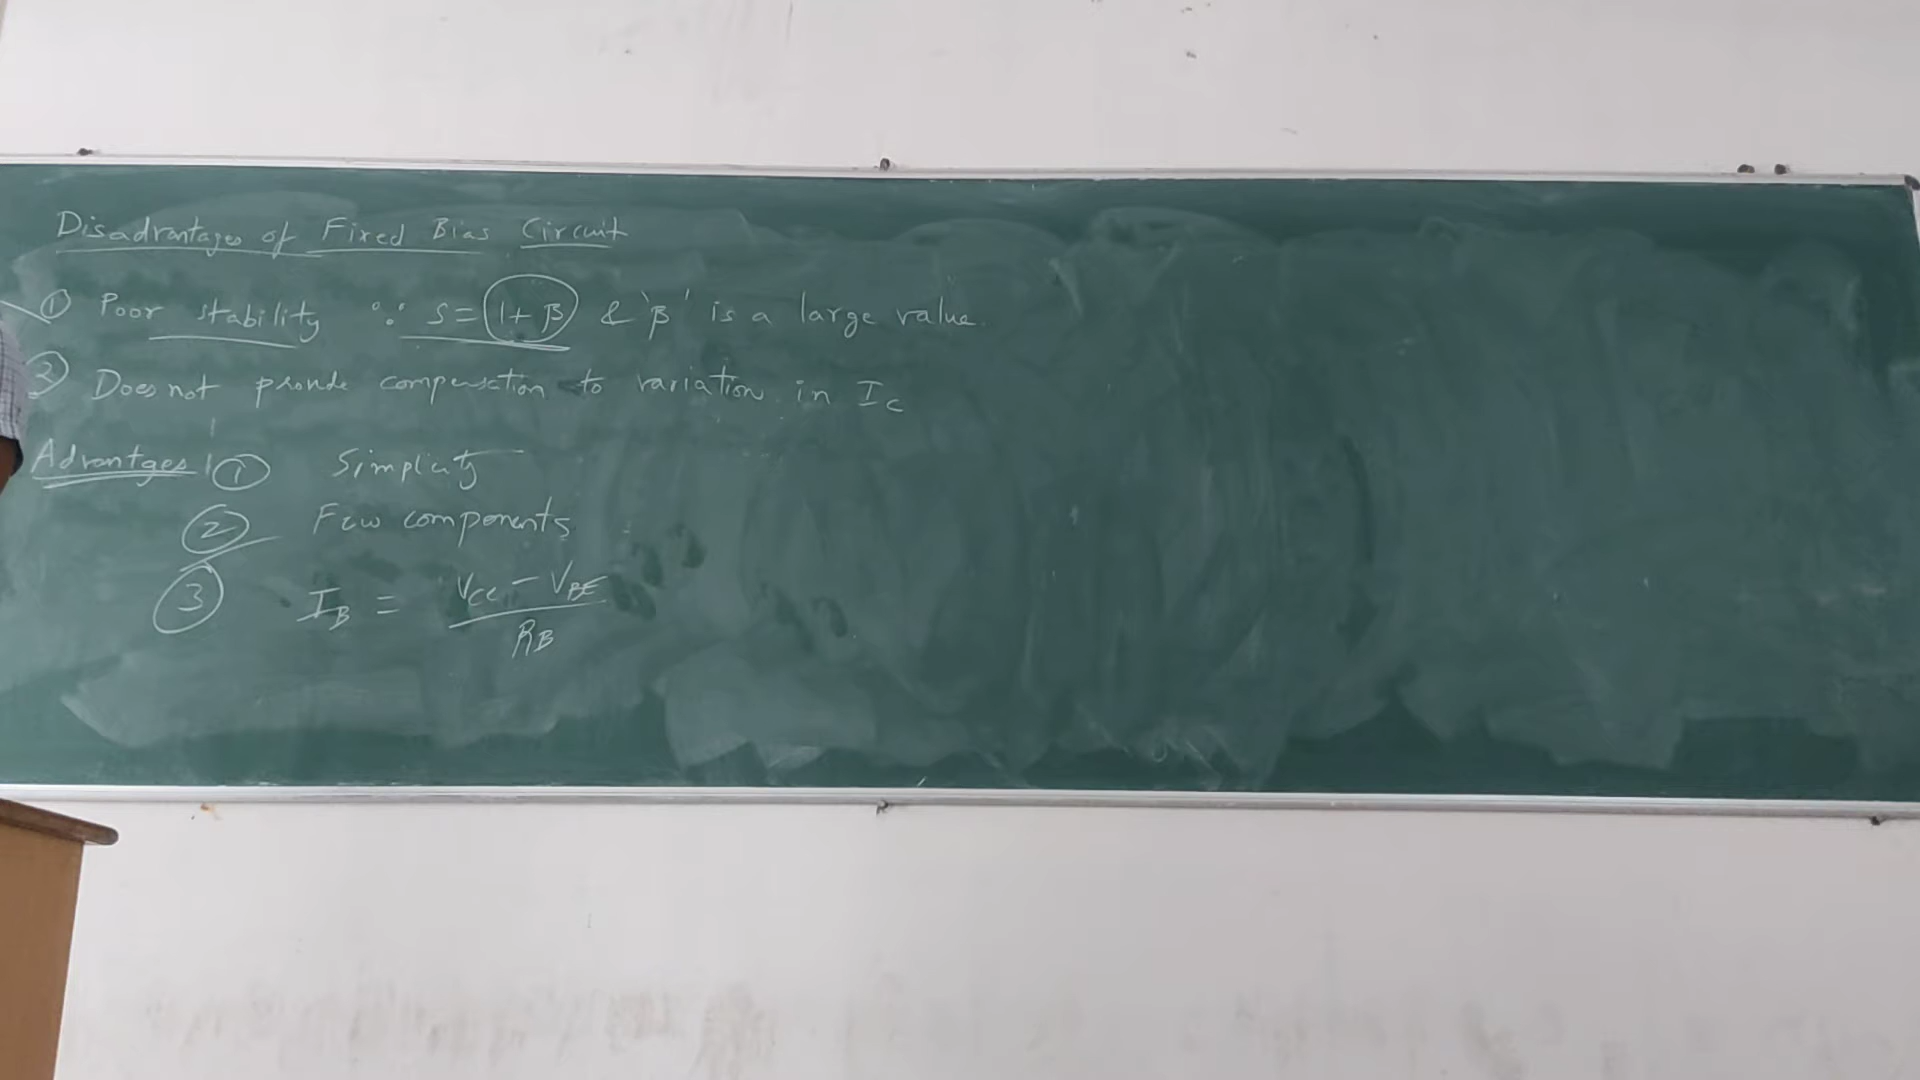 Disadvantages of Fixed Bias Circuit
① Poor stability ∵ S = 1+β & 'β' is a large value.
② Does not provide compensation to variation in I_C
Advantages! ① Simplicity
② Few components
③ I_B = (V_CC − V_BE) / R_B